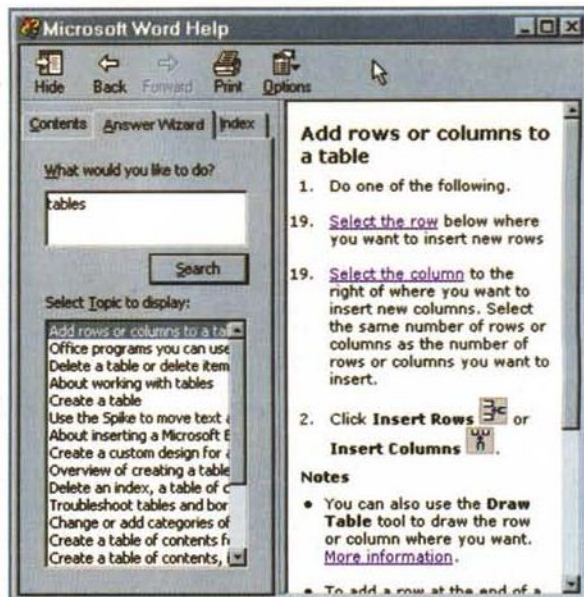 Microsoft Word Help
Hide Back Forward Print Options
Contents Answer Wizard Index
What would you like to do?
tables
Search
Select Topic to display:
Add rows or columns to a ta
Office programs you can use
Delete a table or delete item
About working with tables
Create a table
Use the Spike to move text a
About inserting a Microsoft E
Create a custom design for a
Overview of creating a table
Delete an index, a table of c
Troubleshoot tables and bor
Change or add categories of
Create a table of contents f
Create a table of contents,
Add rows or columns to
a table
1. Do one of the following.
19. Select the row below where
you want to insert new rows
19. Select the column to the
right of where you want to
insert new columns. Select
the same number of rows or
columns as the number of
rows or columns you want to
insert.
2. Click Insert Rows or
Insert Columns .
Notes
• You can also use the Draw
Table tool to draw the row
or column where you want.
More information.
• To add a row at the end of a